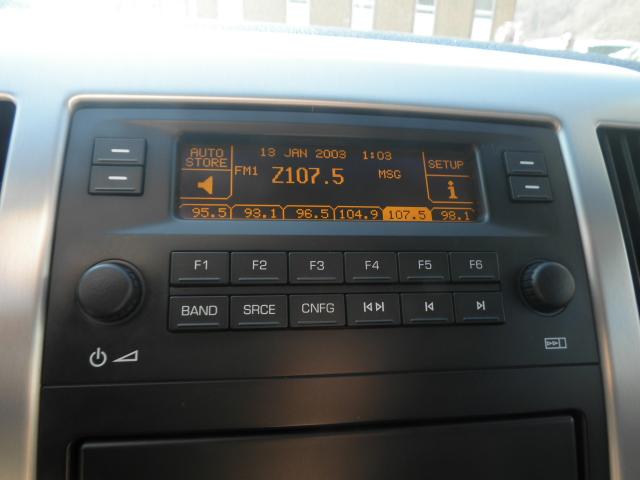 AUTO STORE
13 JAN 2003 1:03
SETUP
FM1 Z107.5 MSG
i
95.5 93.1 96.5 104.9 107.5 98.1
F1 F2 F3 F4 F5 F6
BAND SRCE CNFG